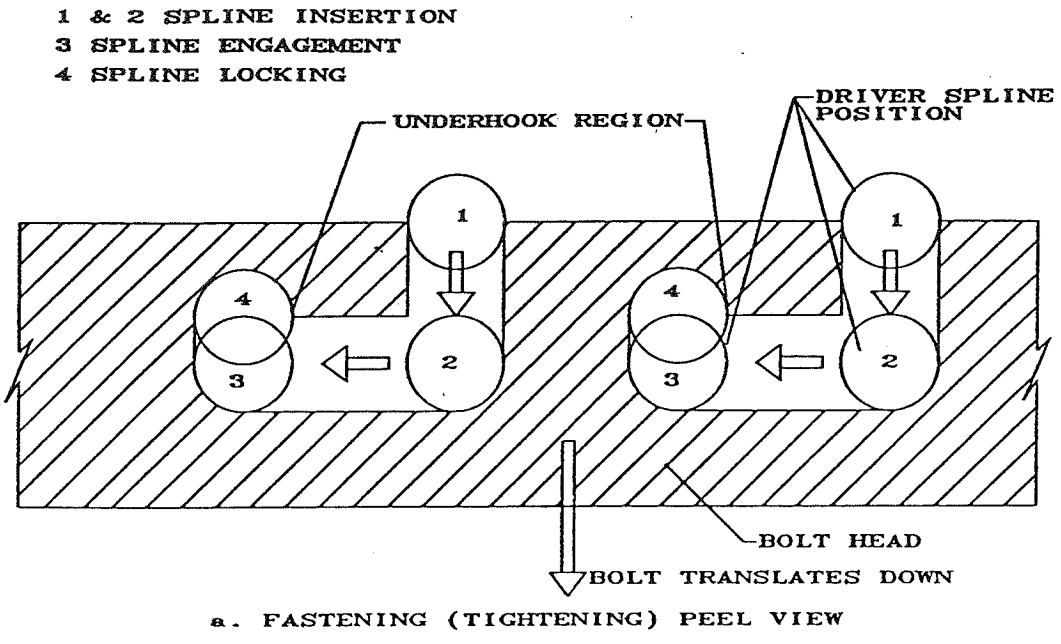 1 & 2 SPLINE INSERTION
3 SPLINE ENGAGEMENT
4 SPLINE LOCKING
DRIVER SPLINE
POSITION
UNDERHOOK REGION
1
1
4
4
2
2
3
3
BOLT HEAD
BOLT TRANSLATES DOWN
a. FASTENING (TIGHTENING) PEEL VIEW